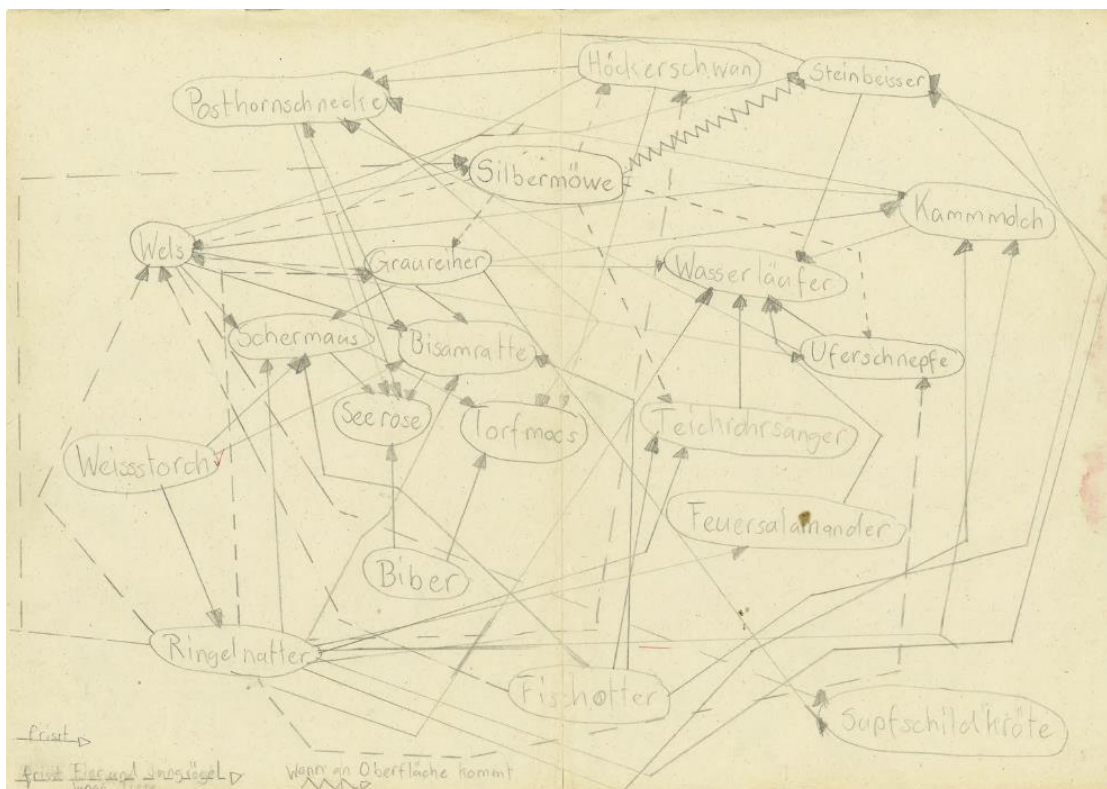 Höckerschwan
Steinbeisser
Posthornschnecke
Silbermöwe
Kammmolch
Wels
Graureiher
Wasserläufer
Schermaus
Bisamratte
Uferschnepfe
Seerose
Torfmoos
Teichrohrsänger
Weissstorch
Feuersalamander
Biber
Ringelnatter
Fischotter
Supfschildkröte
frisst
frisst Eier und Jungvögel
Wenn an Oberfläche kommt